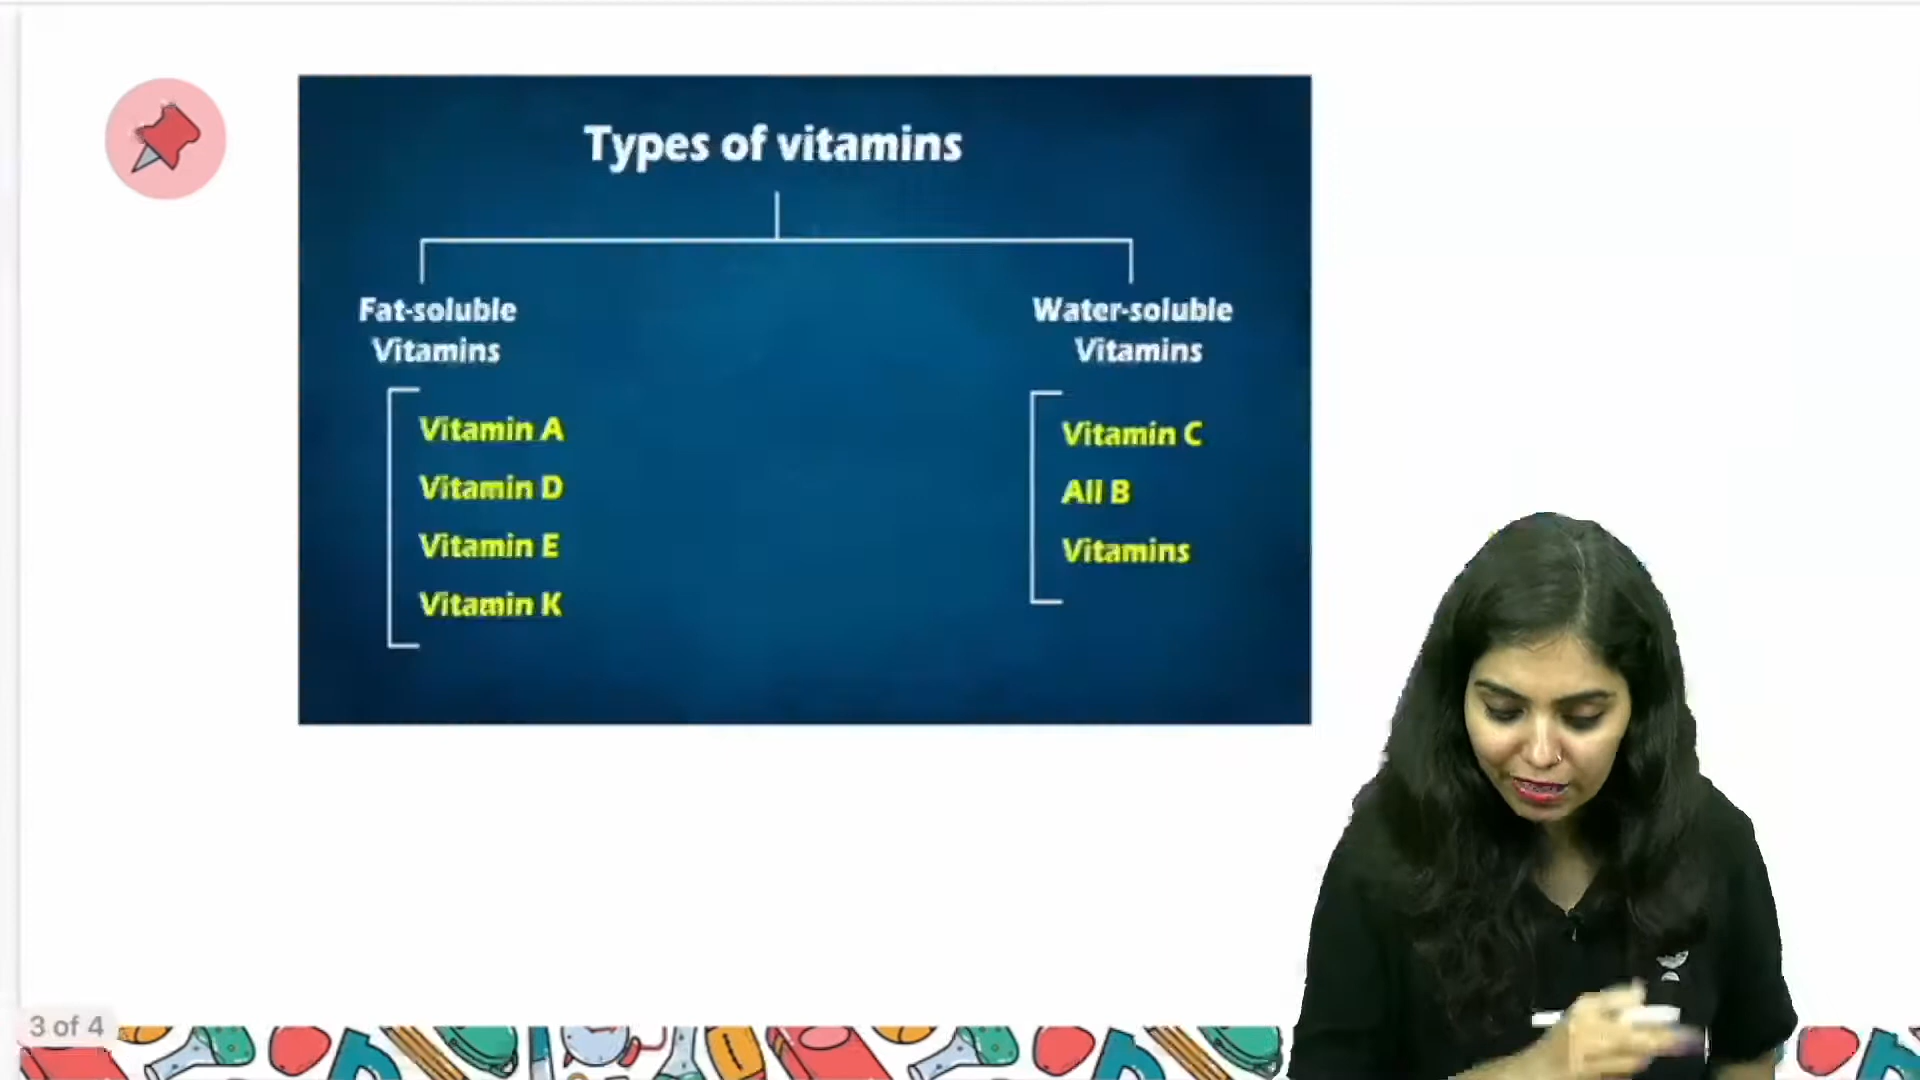 Types of vitamins
Fat-soluble
Vitamins
Vitamin A
Vitamin D
Vitamin E
Vitamin K
Water-soluble
Vitamins
Vitamin C
All B
Vitamins
3 of 4